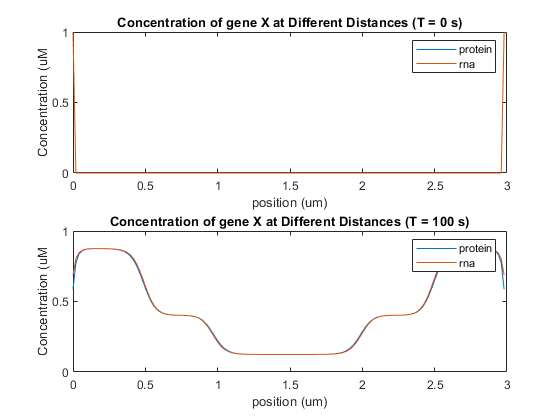 Concentration of gene X at Different Distances (T = 0 s)
1
0.5
0
Concentration (uM
protein
rna
0 0.5 1 1.5 2 2.5 3
position (um)
Concentration of gene X at Different Distances (T = 100 s)
1
0.5
0
Concentration (uM
protein
rna
0 0.5 1 1.5 2 2.5 3
position (um)